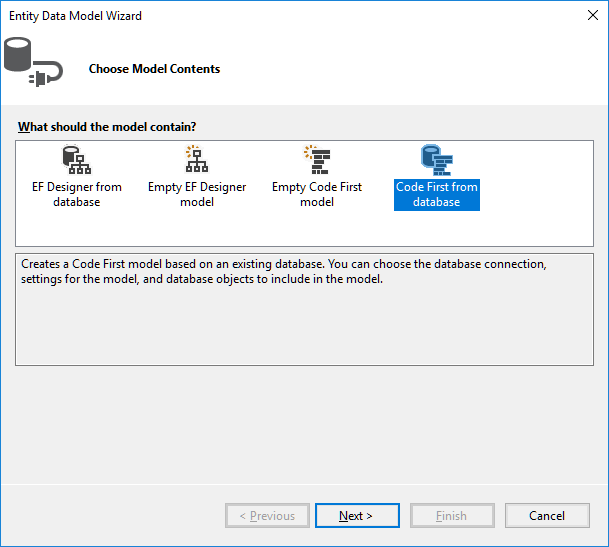 Entity Data Model Wizard
Choose Model Contents
What should the model contain?
EF Designer from
database
Empty EF Designer
model
Empty Code First
model
Code First from
database
Creates a Code First model based on an existing database. You can choose the database connection,
settings for the model, and database objects to include in the model.
< Previous
Next >
Finish
Cancel